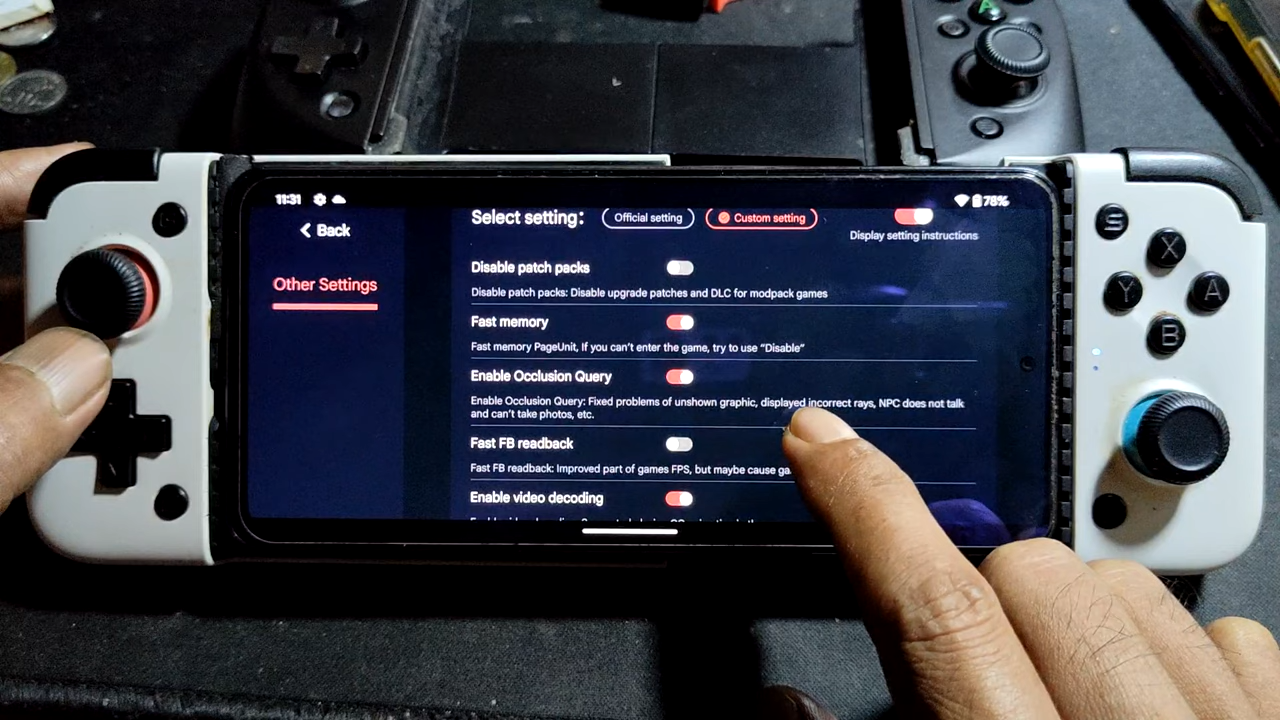 11:31
78%
Back
Select setting:
Official setting
Custom setting
Display setting instructions
Other Settings
Disable patch packs
Disable patch packs: Disable upgrade patches and DLC for modpack games
Fast memory
Fast memory PageUnit, If you can't enter the game, try to use "Disable"
Enable Occlusion Query
Enable Occlusion Query: Fixed problems of unshown graphic, displayed incorrect rays, NPC does not talk
and can't take photos, etc.
Fast FB readback
Fast FB readback: Improved part of games FPS, but maybe cause
Enable video decoding
S
X
Y
A
B
A